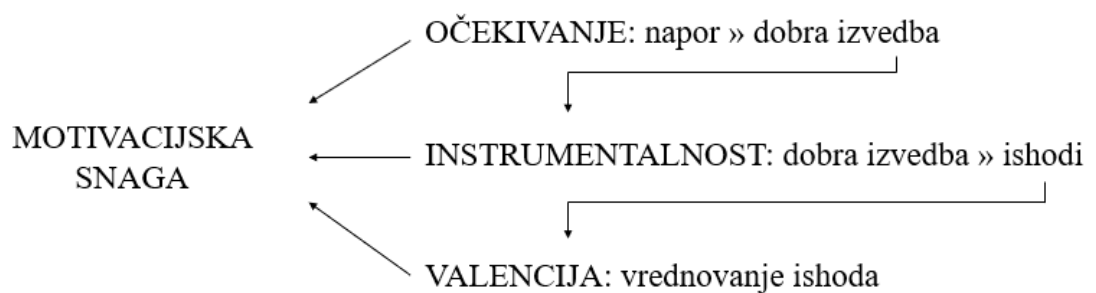 OČEKIVANJE: napor » dobra izvedba
MOTIVACIJSKA
SNAGA
INSTRUMENTALNOST: dobra izvedba » ishodi
VALENCIJA: vrednovanje ishoda